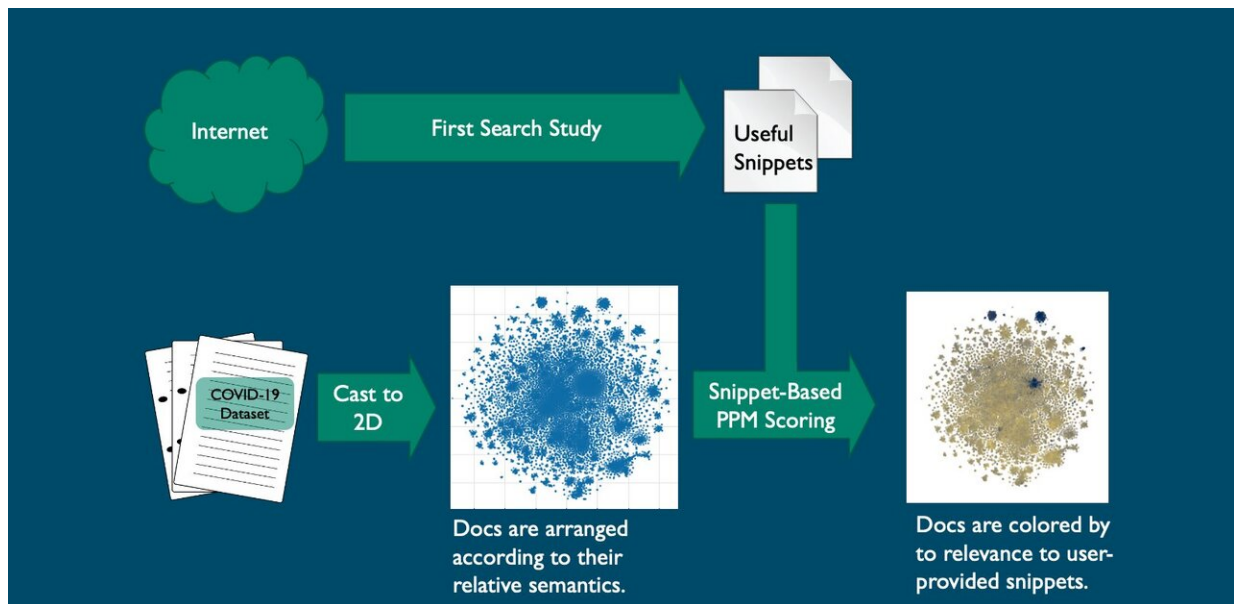 Internet
First Search Study
Useful
Snippets
COVID-19
Dataset
Cast to
2D
Snippet-Based
PPM Scoring
Docs are arranged
according to their
relative semantics.
Docs are colored by
to relevance to user-
provided snippets.